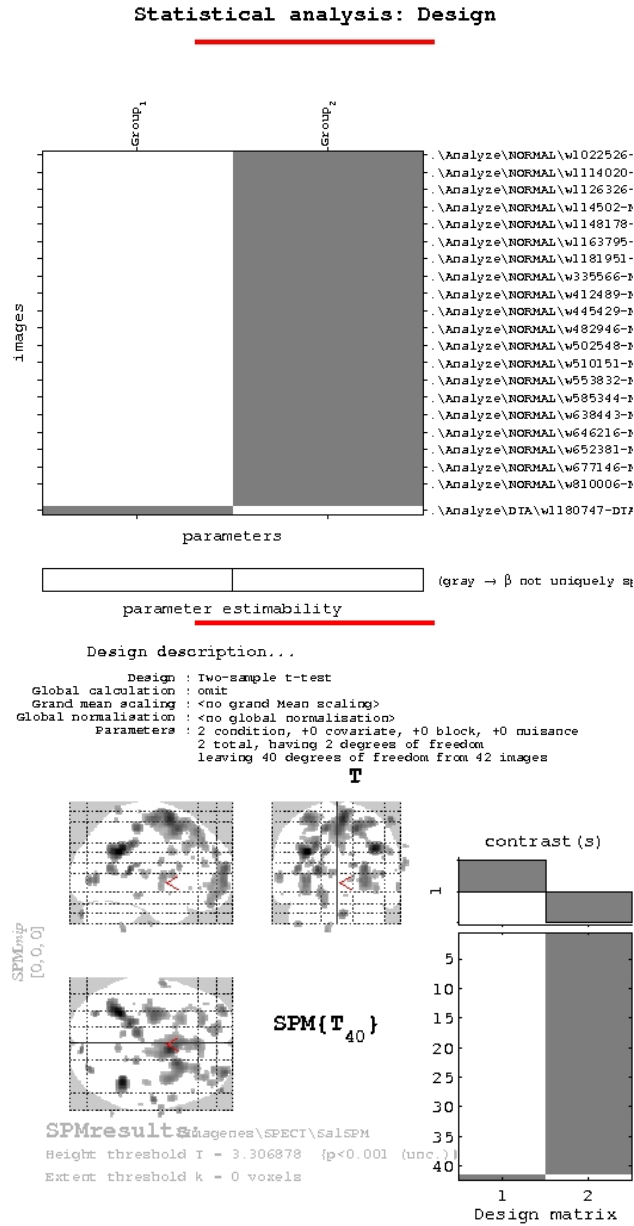 Statistical analysis: Design
Group1
Group2
images
.\Analyze\NORMAL\w1022526-
.\Analyze\NORMAL\w1114020-
.\Analyze\NORMAL\w1126326-
.\Analyze\NORMAL\w114502-M
.\Analyze\NORMAL\w1148178-
.\Analyze\NORMAL\w1163795-
.\Analyze\NORMAL\w1181951-
.\Analyze\NORMAL\w335566-M
.\Analyze\NORMAL\w412489-M
.\Analyze\NORMAL\w445429-M
.\Analyze\NORMAL\w482946-M
.\Analyze\NORMAL\w502548-M
.\Analyze\NORMAL\w510151-M
.\Analyze\NORMAL\w553832-M
.\Analyze\NORMAL\w585344-M
.\Analyze\NORMAL\w638443-M
.\Analyze\NORMAL\w646216-M
.\Analyze\NORMAL\w652381-M
.\Analyze\NORMAL\w677146-M
.\Analyze\NORMAL\w810006-M
.\Analyze\DTA\w1180747-DTA
parameters
(gray → β not uniquely sp
parameter estimability
Design description...
Design : Two-sample t-test
Global calculation : omit
Grand mean scaling : <no grand Mean scaling>
Global normalisation : <no global normalisation>
Parameters : 2 condition, +0 covariate, +0 block, +0 nuisance
2 total, having 2 degrees of freedom
leaving 40 degrees of freedom from 42 images
T
SPMmip
[0,0,0]
<
<
<
SPM{T40}
contrast(s)
1
5
10
15
20
25
30
35
40
1 2
Design matrix
SPMresults: Imagenes\SPECT\SalSPM
Height threshold T = 3.306878 {p<0.001 (unc.)}
Extent threshold k = 0 voxels